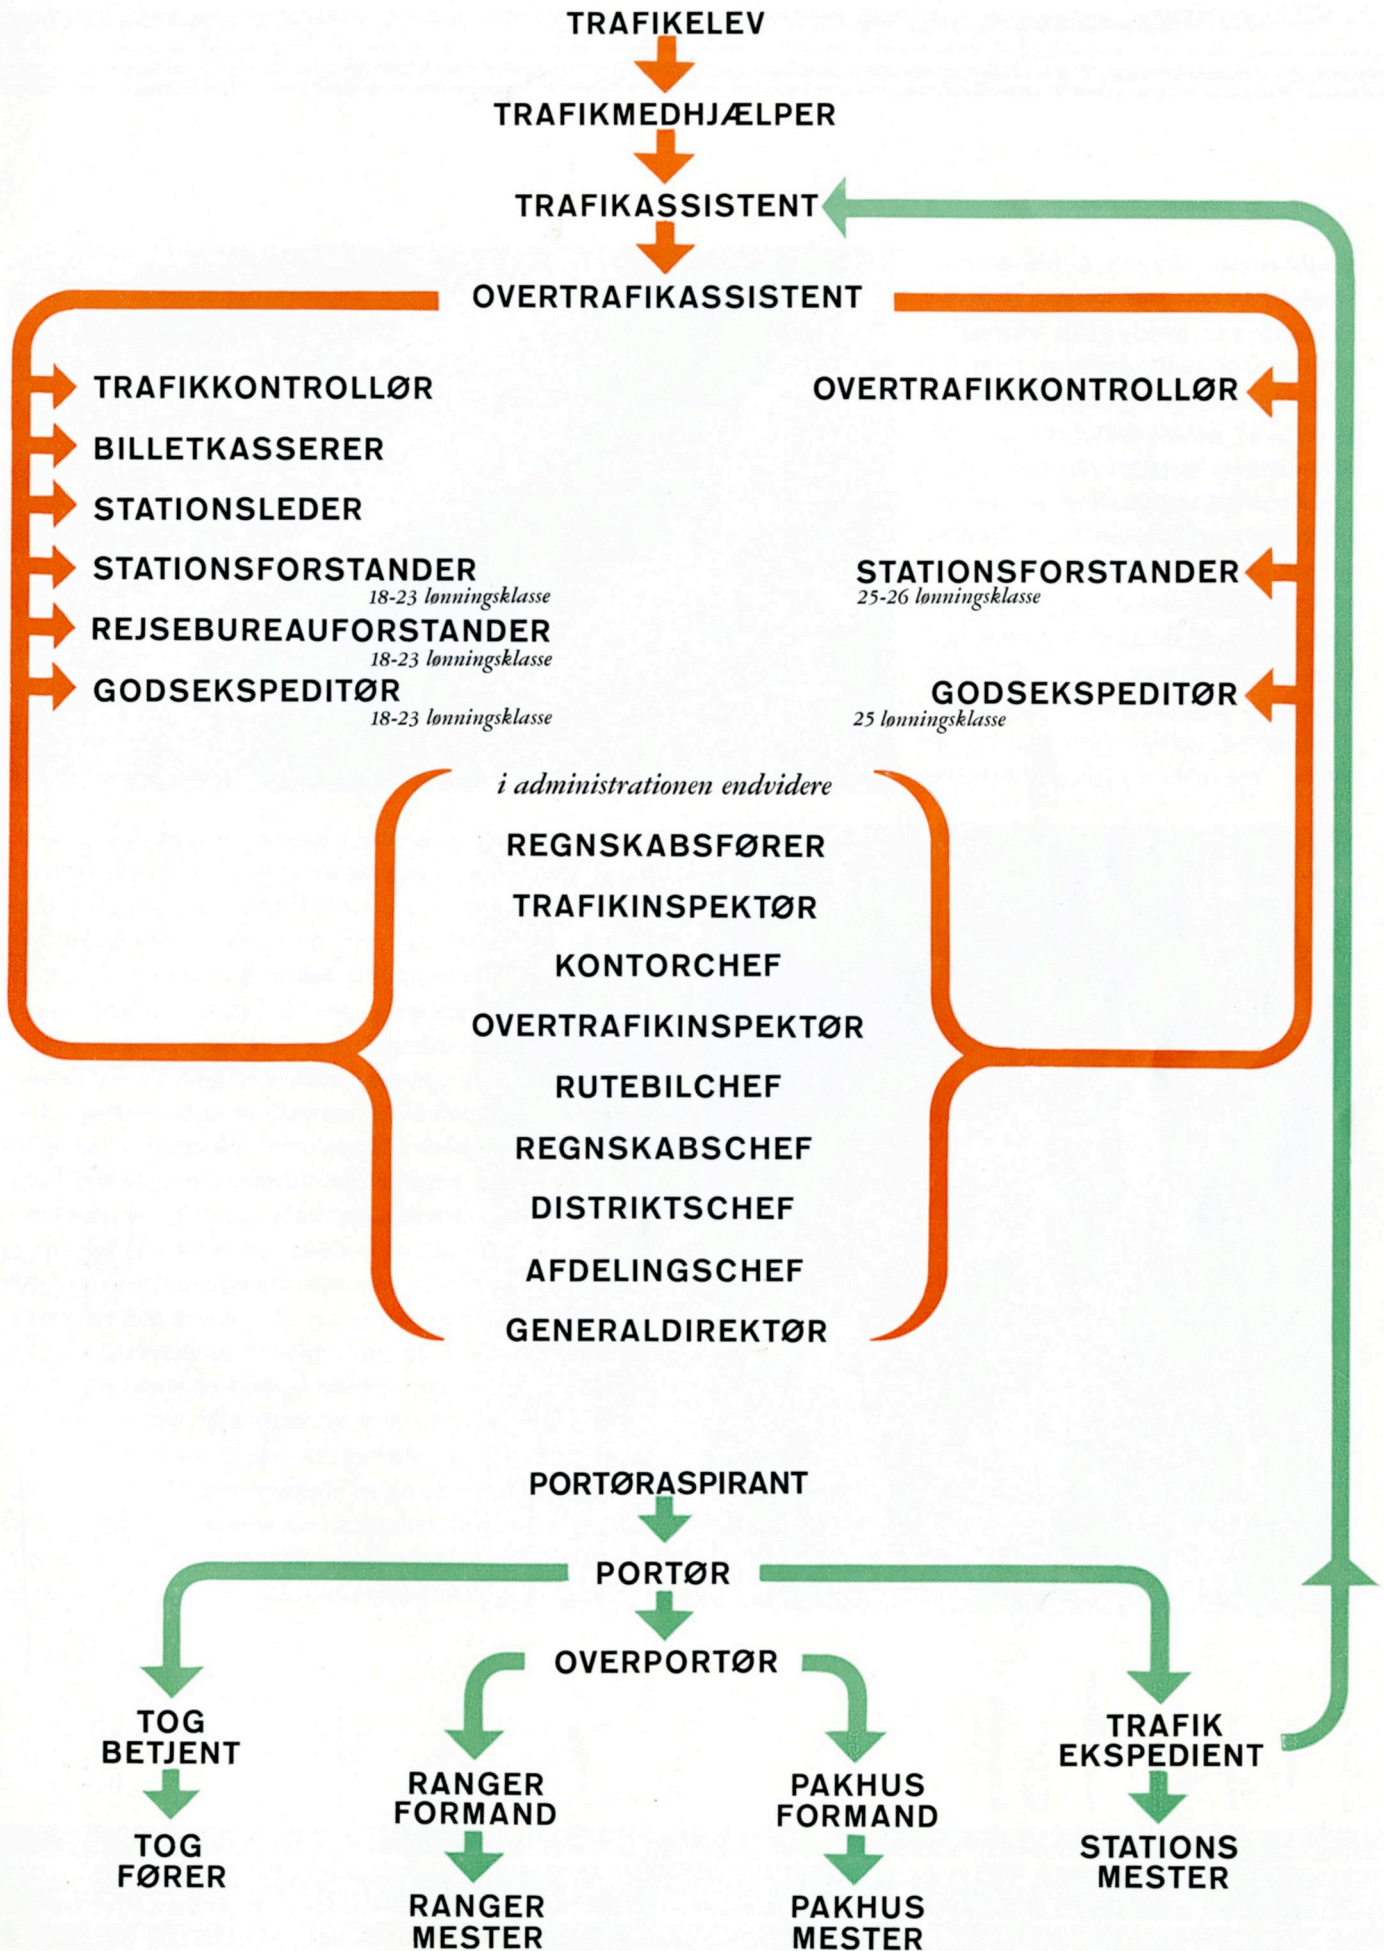 TRAFIKELEV
TRAFIKMEDHJÆLPER
TRAFIKASSISTENT
OVERTRAFIKASSISTENT
TRAFIKKONTROLLØR
BILLETKASSERER
STATIONSLEDER
STATIONSFORSTANDER
18-23 lønningsklasse
REJSEBUREAUFORSTANDER
18-23 lønningsklasse
GODSEKSPEDITØR
18-23 lønningsklasse
OVERTRAFIKKONTROLLØR
STATIONSFORSTANDER
25-26 lønningsklasse
GODSEKSPEDITØR
25 lønningsklasse
i administrationen endvidere
REGNSKABSFØRER
TRAFIKINSPEKTØR
KONTORCHEF
OVERTRAFIKINSPEKTØR
RUTEBILCHEF
REGNSKABSCHEF
DISTRIKTSCHEF
AFDELINGSCHEF
GENERALDIREKTØR
PORTØRASPIRANT
PORTØR
OVERPORTØR
TOG
BETJENT
TOG
FØRER
RANGER
FORMAND
RANGER
MESTER
PAKHUS
FORMAND
PAKHUS
MESTER
TRAFIK
EKSPEDIENT
STATIONS
MESTER